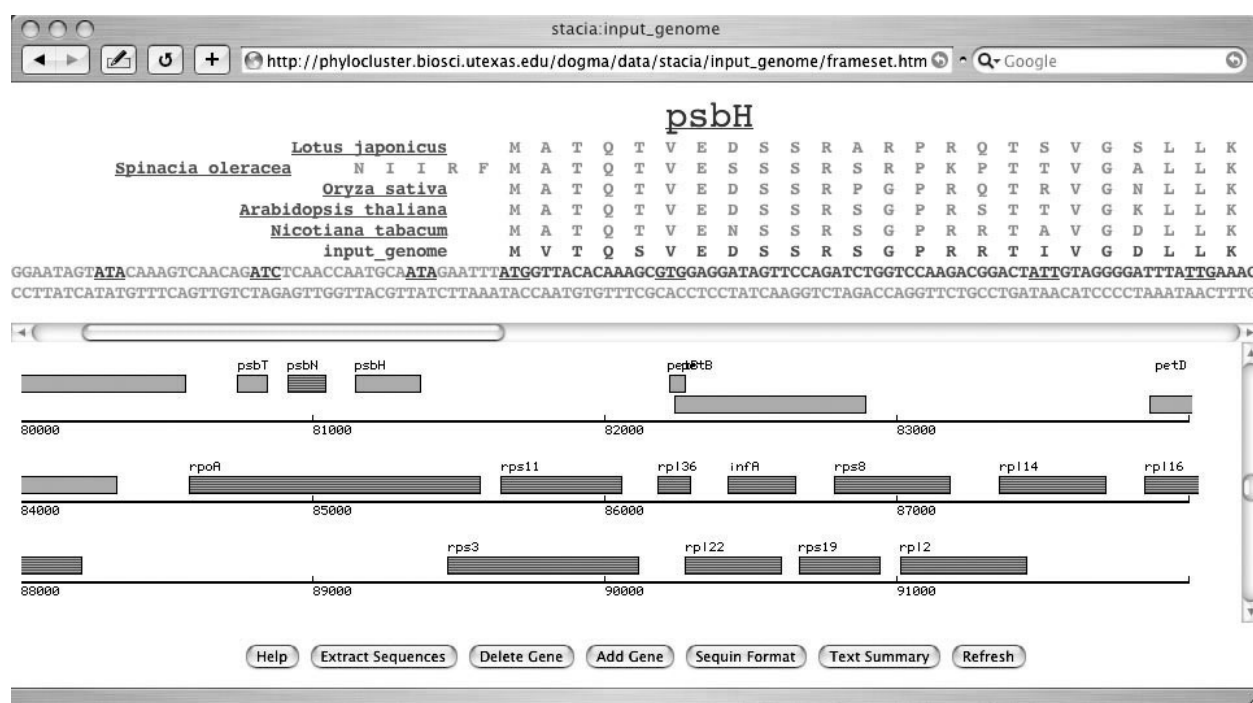 stacia:input_genome
http://phylocluster.biosci.utexas.edu/dogma/data/stacia/input_genome/frameset.htm Google
psbH
Lotus japonicus M A T Q T V E D S S R A R P R Q T S V G S L L K
Spinacia oleracea N I I R F M A T Q T V E S S S R S R P K P T T V G A L L K
Oryza sativa M A T Q T V E D S S R P G P R Q T R V G N L L K
Arabidopsis thaliana M A T Q T V E D S S R S G P R S T T V G K L L K
Nicotiana tabacum M A T Q T V E N S S R S G P R R T A V G D L L K
input_genome M V T Q S V E D S S R S G P R R T I V G D L L K
GGAATAGTATACAAAGTCAACAGATCTCAACCAATGCAATAGAATTTATGGTTACACAAAGCGTGGAGGATAGTTCCAGATCTGGTCCAAGACGGACTATTGTAGGGGATTTATTGAAAC
CCTTATCATATGTTTCAGTTGTCTAGAGTTGGTTACGTTATCTTAAATACCAATGTGTTTCGCACCTCCTATCAAGGTCTAGACCAGGTTCTGCCTGATAACATCCCCTAAATAACTTTG
psbT psbN psbH petB petD
80000 81000 82000 83000
rpoA rps11 rpl36 infA rps8 rpl14 rpl16
84000 85000 86000 87000
rps3 rpl22 rps19 rpl2
88000 89000 90000 91000
Help Extract Sequences Delete Gene Add Gene Sequin Format Text Summary Refresh